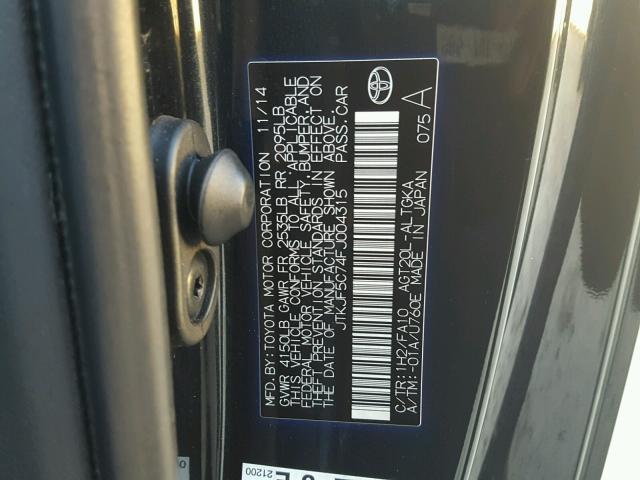 MFD.BY:TOYOTA MOTOR CORPORATION 11/14
GVWR 4150LB GAWR FR 2535LB RR 2095LB
THIS VEHICLE CONFORMS TO ALL APPLICABLE
FEDERAL MOTOR VEHICLE SAFETY, BUMPER, AND
THEFT PREVENTION STANDARDS IN EFFECT ON
THE DATE OF MANUFACTURE SHOWN ABOVE.
JTKJF5C74FJ004315 PASS.CAR
C/TR:1H2/FA10 AGT20L-ALTGKA
A/TM:-01A/U760E MADE IN JAPAN
075 A
21200